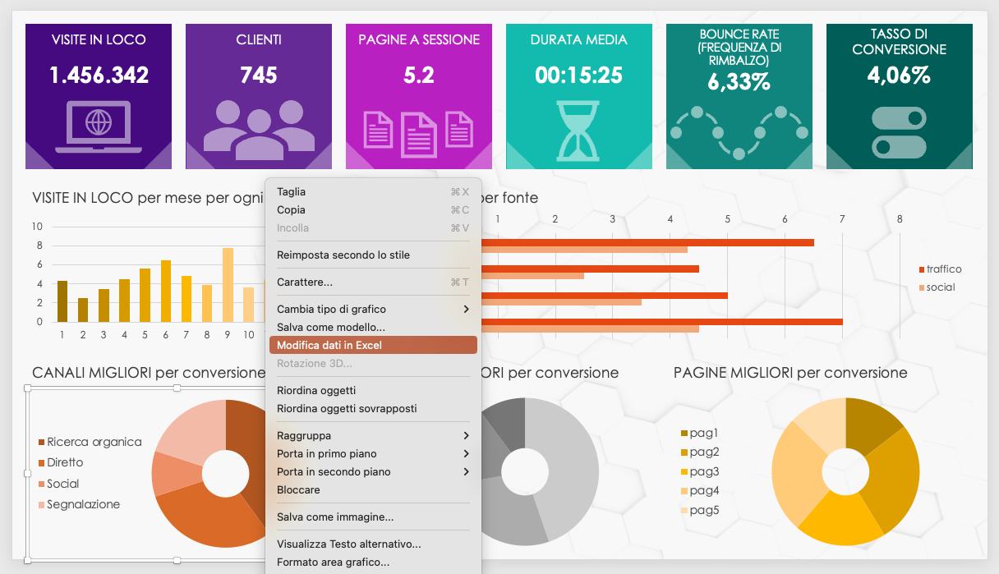 VISITE IN LOCO
1.456.342
CLIENTI
745
PAGINE A SESSIONE
5.2
DURATA MEDIA
00:15:25
BOUNCE RATE
(FREQUENZA DI
RIMBALZO)
6,33%
TASSO DI
CONVERSIONE
4,06%
VISITE IN LOCO per mese per ogni
10
8
6
4
2
0
1 2 3 4 5 6 7 8 9 10
per fonte
1 2 3 4 5 6 7 8
traffico
social
Taglia ⌘X
Copia ⌘C
Incolla ⌘V
Reimposta secondo lo stile
Carattere... ⌘T
Cambia tipo di grafico
Salva come modello...
Modifica dati in Excel
Rotazione 3D...
Riordina oggetti
Riordina oggetti sovrapposti
Raggruppa
Porta in primo piano
Porta in secondo piano
Bloccare
Salva come immagine...
Visualizza Testo alternativo...
Formato area grafico...
CANALI MIGLIORI per conversione
Ricerca organica
Diretto
Social
Segnalazione
ORI per conversione
PAGINE MIGLIORI per conversione
pag1
pag2
pag3
pag4
pag5